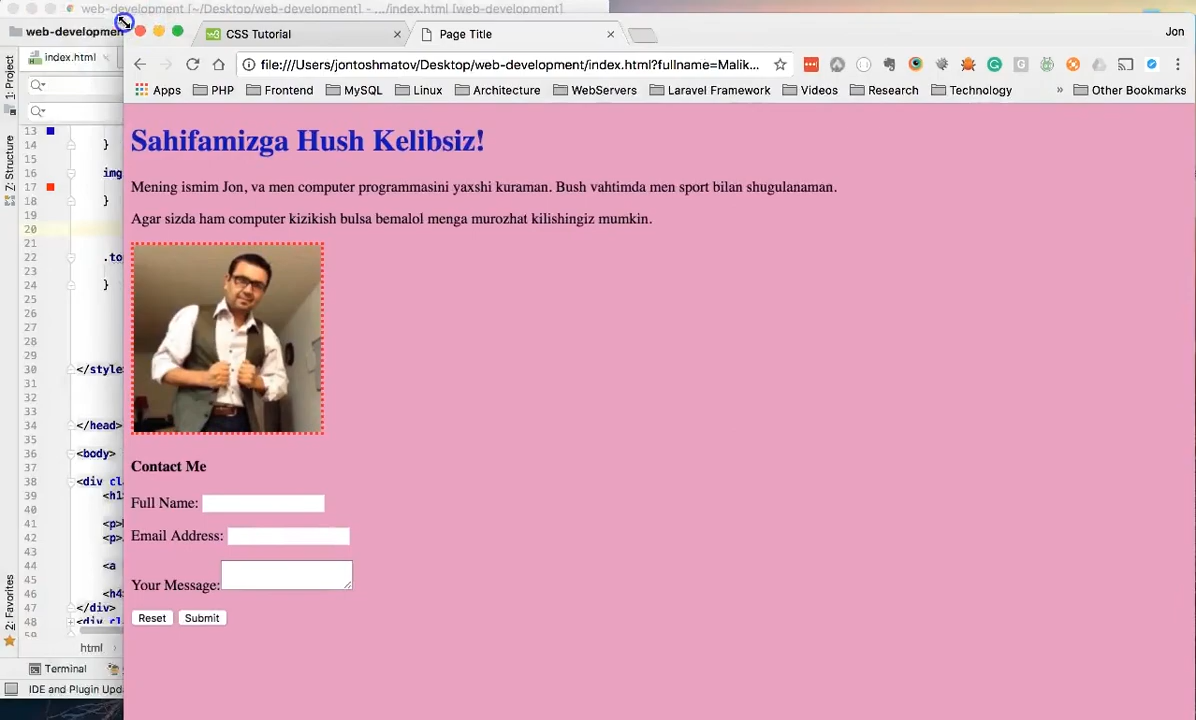 web-development [~/Desktop/web-development] - .../index.html [web-development]
web-developmen
index.html
CSS Tutorial
Page Title
Jon
file:///Users/jontoshmatov/Desktop/web-development/index.html?fullname=Malik...
Apps
PHP
Frontend
MySQL
Linux
Architecture
WebServers
Laravel Framework
Videos
Research
Technology
»
Other Bookmarks
1: Project
Z: Structure
2: Favorites
13
14 }
15
16 img
17
18 }
19
20
21
22 .to
23
24 }
25
26
27
28
29
30 </style
31
32
33
34 </head>
35
36 <body>
37
38 <div cl
39 <h1
40
41 <p>
42 <p>
43
44 <a
45
46 <h4
47 </div>
48 <div cl
59
html
Terminal
IDE and Plugin Upd
Sahifamizga Hush Kelibsiz!
Mening ismim Jon, va men computer programmasini yaxshi kuraman. Bush vahtimda men sport bilan shugulanaman.
Agar sizda ham computer kizikish bulsa bemalol menga murozhat kilishingiz mumkin.
Contact Me
Full Name:
Email Address:
Your Message:
Reset
Submit